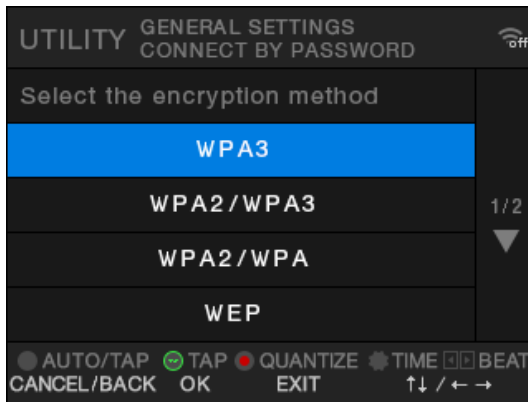 UTILITY GENERAL SETTINGS
CONNECT BY PASSWORD
off
Select the encryption method
WPA3
WPA2/WPA3
1/2
WPA2/WPA
WEP
AUTO/TAP TAP QUANTIZE TIME BEAT
CANCEL/BACK OK EXIT ↑↓/←→